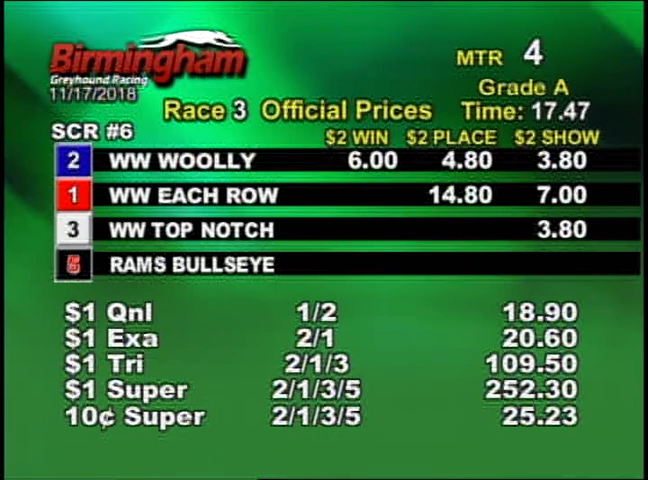 Birmingham
Greyhound Racing
11/17/2018
MTR 4
Grade A
Race 3 Official Prices Time: 17.47
SCR #6
$2 WIN $2 PLACE $2 SHOW
2 WW WOOLLY 6.00 4.80 3.80
1 WW EACH ROW 14.80 7.00
3 WW TOP NOTCH 3.80
5 RAMS BULLSEYE
$1 Qnl 1/2 18.90
$1 Exa 2/1 20.60
$1 Tri 2/1/3 109.50
$1 Super 2/1/3/5 252.30
10¢ Super 2/1/3/5 25.23